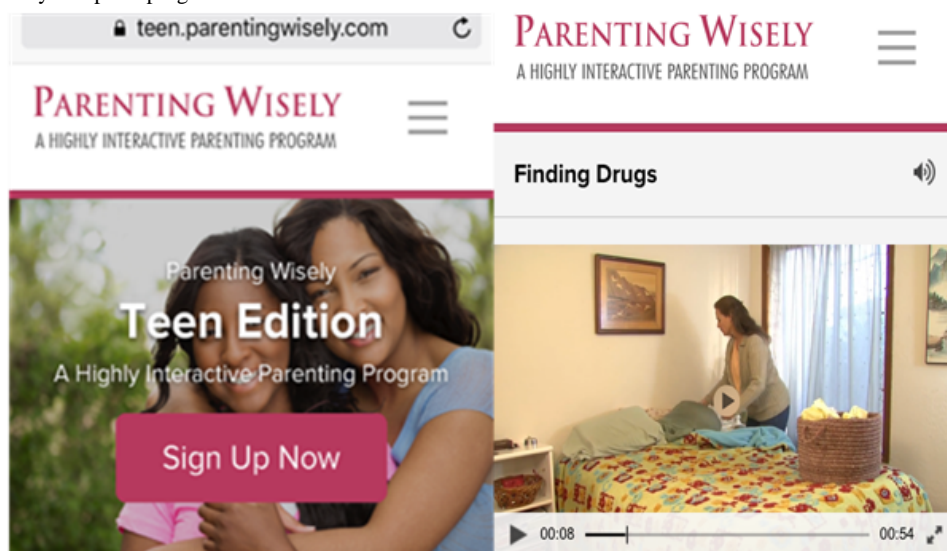 teen.parentingwisely.com
PARENTING WISELY
A HIGHLY INTERACTIVE PARENTING PROGRAM
Parenting Wisely
Teen Edition
A Highly Interactive Parenting Program
Sign Up Now
PARENTING WISELY
A HIGHLY INTERACTIVE PARENTING PROGRAM
Finding Drugs
00:08
00:54